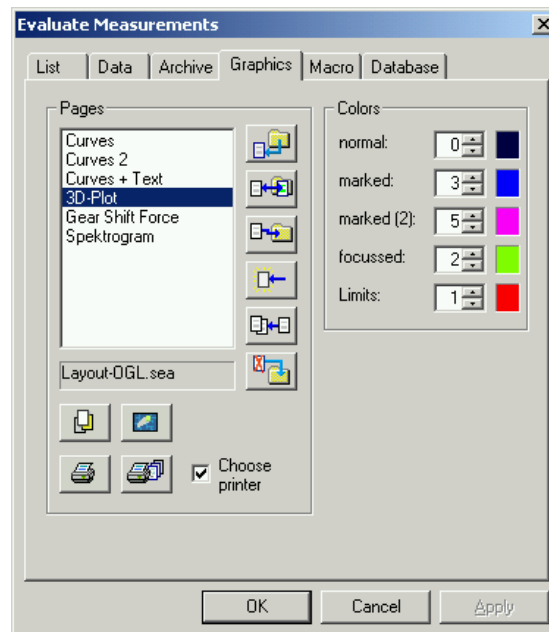 Evaluate Measurements
List Data Archive Graphics Macro Database
Pages
Curves
Curves 2
Curves + Text
3D-Plot
Gear Shift Force
Spektrogram
Layout-OGL.sea
Choose
printer
Colors
normal: 0
marked: 3
marked (2): 5
focussed: 2
Limits: 1
OK Cancel Apply